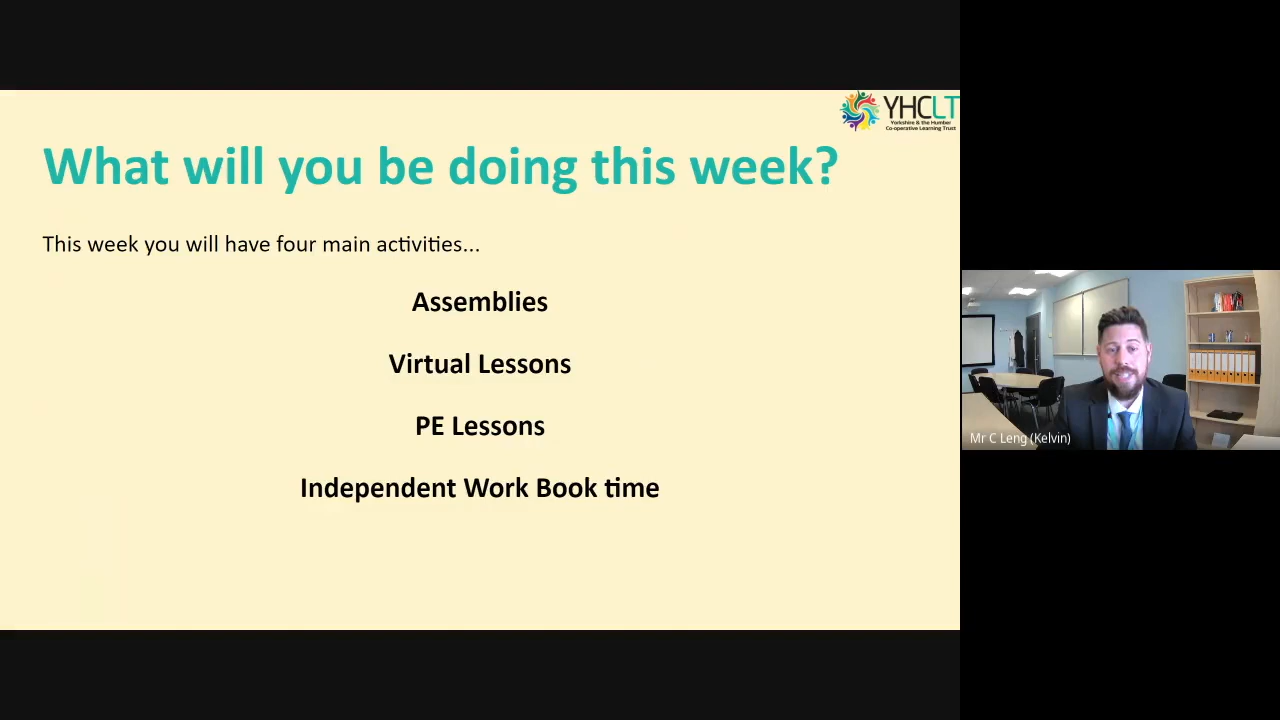 YHCLT
Yorkshire & the Humber
Co-operative Learning Trust
What will you be doing this week?
This week you will have four main activities...
Assemblies
Virtual Lessons
PE Lessons
Independent Work Book time
Mr C Leng (Kelvin)